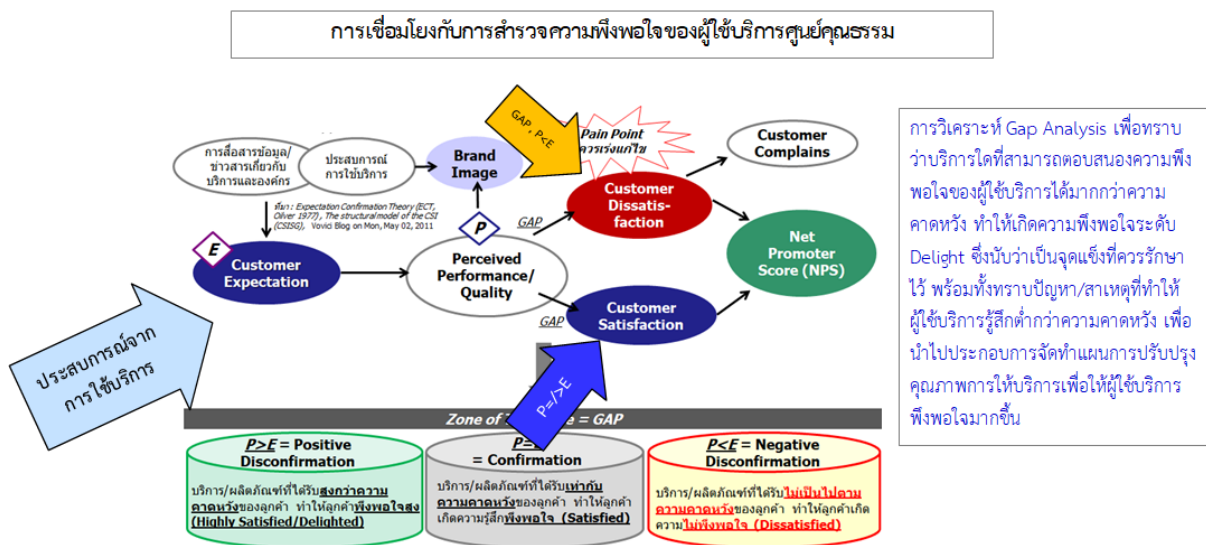 การเชื่อมโยงกับการสำรวจความพึงพอใจของผู้ใช้บริการศูนย์คุณธรรม
GAP , P<E
Pain Point
ควรเร่งแก้ไข
Customer
Complains
การสื่อสารข้อมูล/
ข่าวสารเกี่ยวกับ
บริการและองค์กร
ประสบการณ์
การใช้บริการ
Brand
Image
Customer
Dissatis-
faction
ที่มา : Expectation Confirmation Theory (ECT,
Oliver 1977) , The structural model of the CSI
(CSISG), Vovici Blog on Mon, May 02, 2011
E
Customer
Expectation
P
GAP
Perceived
Performance/
Quality
Net
Promoter
Score (NPS)
GAP
Customer
Satisfaction
ประสบการณ์จาก
การใช้บริการ
P=/>E
การวิเคราะห์ Gap Analysis เพื่อทราบ
ว่าบริการใดที่สามารถตอบสนองความพึง
พอใจของผู้ใช้บริการได้มากกว่าความ
คาดหวัง ทำให้เกิดความพึงพอใจระดับ
Delight ซึ่งนับว่าเป็นจุดแข็งที่ควรรักษา
ไว้ พร้อมทั้งทราบปัญหา/สาเหตุที่ทำให้
ผู้ใช้บริการรู้สึกต่ำกว่าความคาดหวัง เพื่อ
นำไปประกอบการจัดทำแผนการปรับปรุง
คุณภาพการให้บริการเพื่อให้ผู้ใช้บริการ
พึงพอใจมากขึ้น
Zone of = GAP
P>E = Positive
Disconfirmation
บริการ/ผลิตภัณฑ์ที่ได้รับสูงกว่าความ
คาดหวังของลูกค้า ทำให้ลูกค้าพึงพอใจสูง
(Highly Satisfied/Delighted)
= Confirmation
บริการ/ผลิตภัณฑ์ที่ได้รับเท่ากับ
ความคาดหวังของลูกค้า ทำให้ลูกค้า
เกิดความรู้สึกพึงพอใจ (Satisfied)
P<E = Negative
Disconfirmation
บริการ/ผลิตภัณฑ์ที่ได้รับไม่เป็นไปตาม
ความคาดหวังของลูกค้า ทำให้ลูกค้าเกิด
ความไม่พึงพอใจ (Dissatisfied)